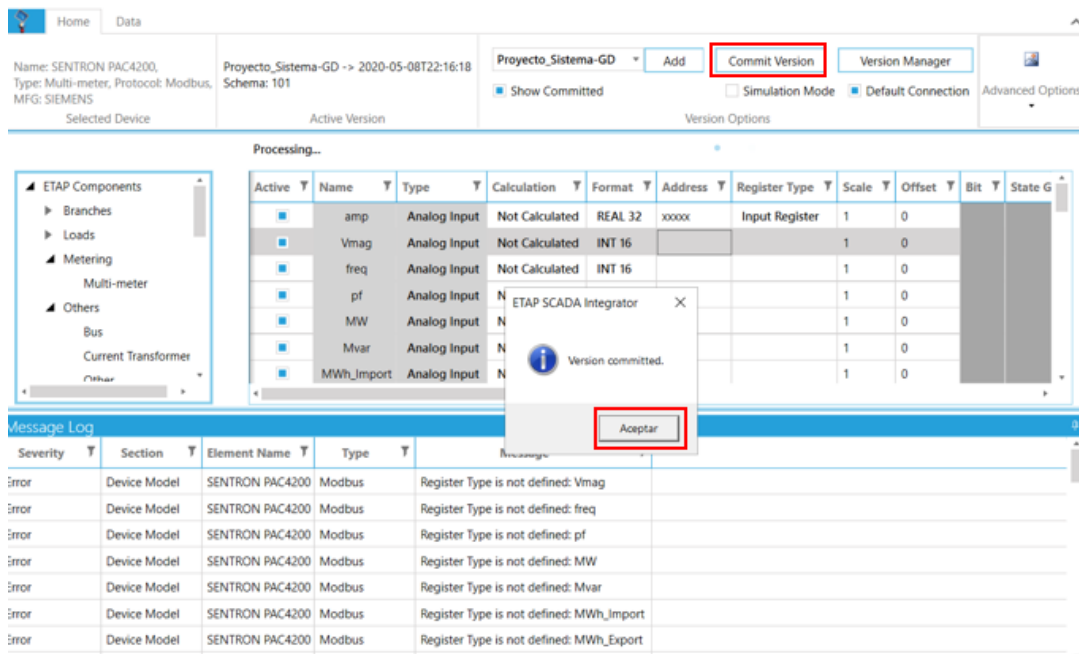 Home Data
Name: SENTRON PAC4200,
Type: Multi-meter, Protocol: Modbus,
MFG: SIEMENS
Selected Device
Proyecto_Sistema-GD -> 2020-05-08T22:16:18
Schema: 101
Active Version
Proyecto_Sistema-GD Add Commit Version Version Manager
Show Committed Simulation Mode Default Connection
Version Options
Advanced Options
Processing...
ETAP Components
Branches
Loads
Metering
Multi-meter
Others
Bus
Current Transformer
Other
Active Name Type Calculation Format Address Register Type Scale Offset Bit State G
amp Analog Input Not Calculated REAL 32 xxxxx Input Register 1 0
Vmag Analog Input Not Calculated INT 16 1 0
freq Analog Input Not Calculated INT 16 1 0
pf Analog Input N 1 0
MW Analog Input N 1 0
Mvar Analog Input N 1 0
MWh_Import Analog Input N 1 0
ETAP SCADA Integrator
Version committed.
Aceptar
Message Log
Severity Section Element Name Type Message
Error Device Model SENTRON PAC4200 Modbus Register Type is not defined: Vmag
Error Device Model SENTRON PAC4200 Modbus Register Type is not defined: freq
Error Device Model SENTRON PAC4200 Modbus Register Type is not defined: pf
Error Device Model SENTRON PAC4200 Modbus Register Type is not defined: MW
Error Device Model SENTRON PAC4200 Modbus Register Type is not defined: Mvar
Error Device Model SENTRON PAC4200 Modbus Register Type is not defined: MWh_Import
Error Device Model SENTRON PAC4200 Modbus Register Type is not defined: MWh_Export